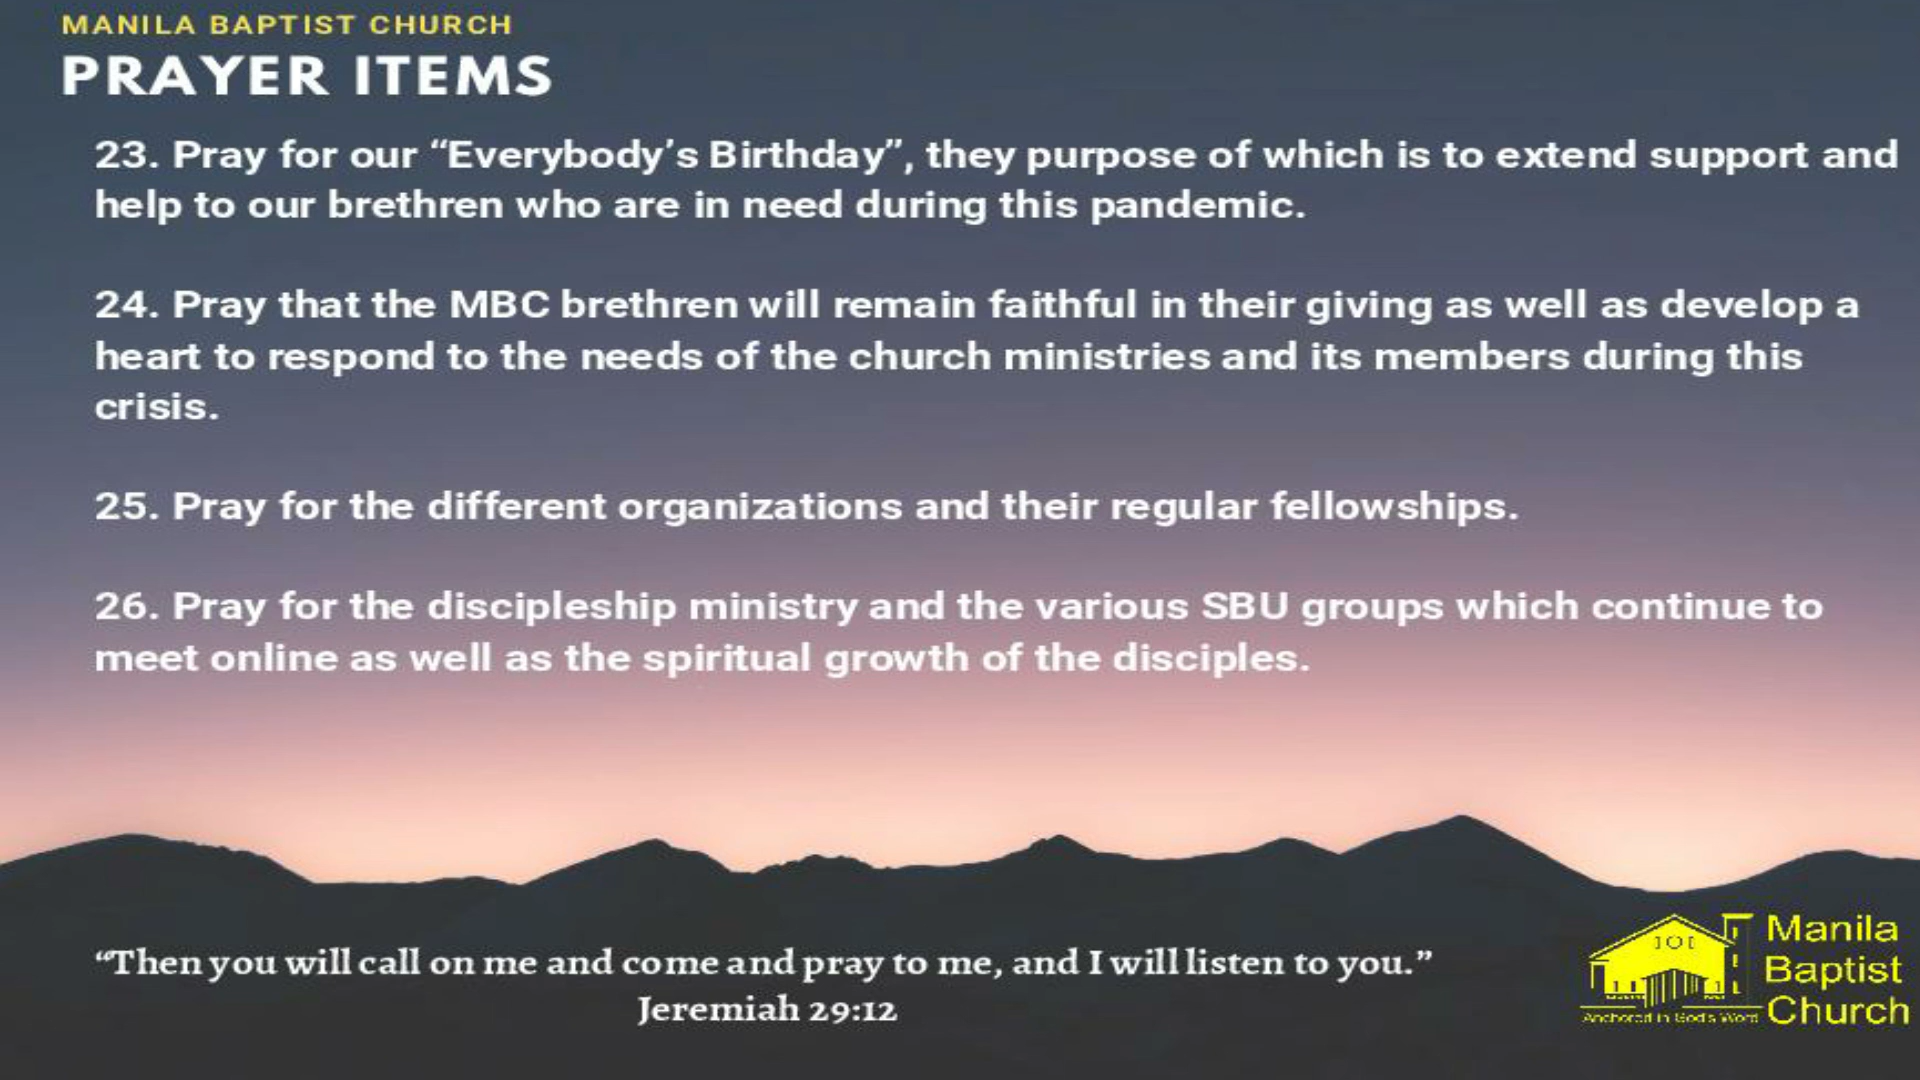 MANILA BAPTIST CHURCH
PRAYER ITEMS
23. Pray for our “Everybody’s Birthday”, they purpose of which is to extend support and
help to our brethren who are in need during this pandemic.
24. Pray that the MBC brethren will remain faithful in their giving as well as develop a
heart to respond to the needs of the church ministries and its members during this
crisis.
25. Pray for the different organizations and their regular fellowships.
26. Pray for the discipleship ministry and the various SBU groups which continue to
meet online as well as the spiritual growth of the disciples.
“Then you will call on me and come and pray to me, and I will listen to you.”
Jeremiah 29:12
Manila
Baptist
Church
Anchored in God's Word